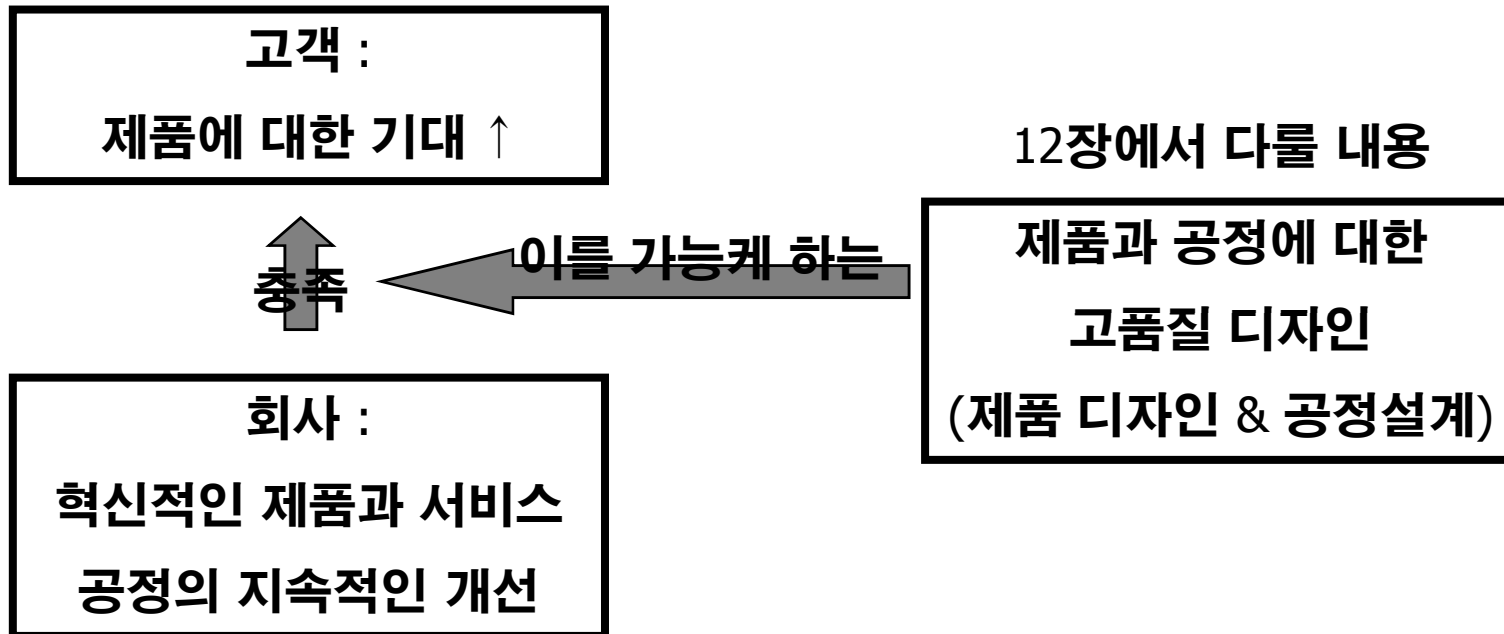 고객 :
제품에 대한 기대 ↑
충족
이를 가능케 하는
회사 :
혁신적인 제품과 서비스
공정의 지속적인 개선
12장에서 다룰 내용
제품과 공정에 대한
고품질 디자인
(제품 디자인 & 공정설계)